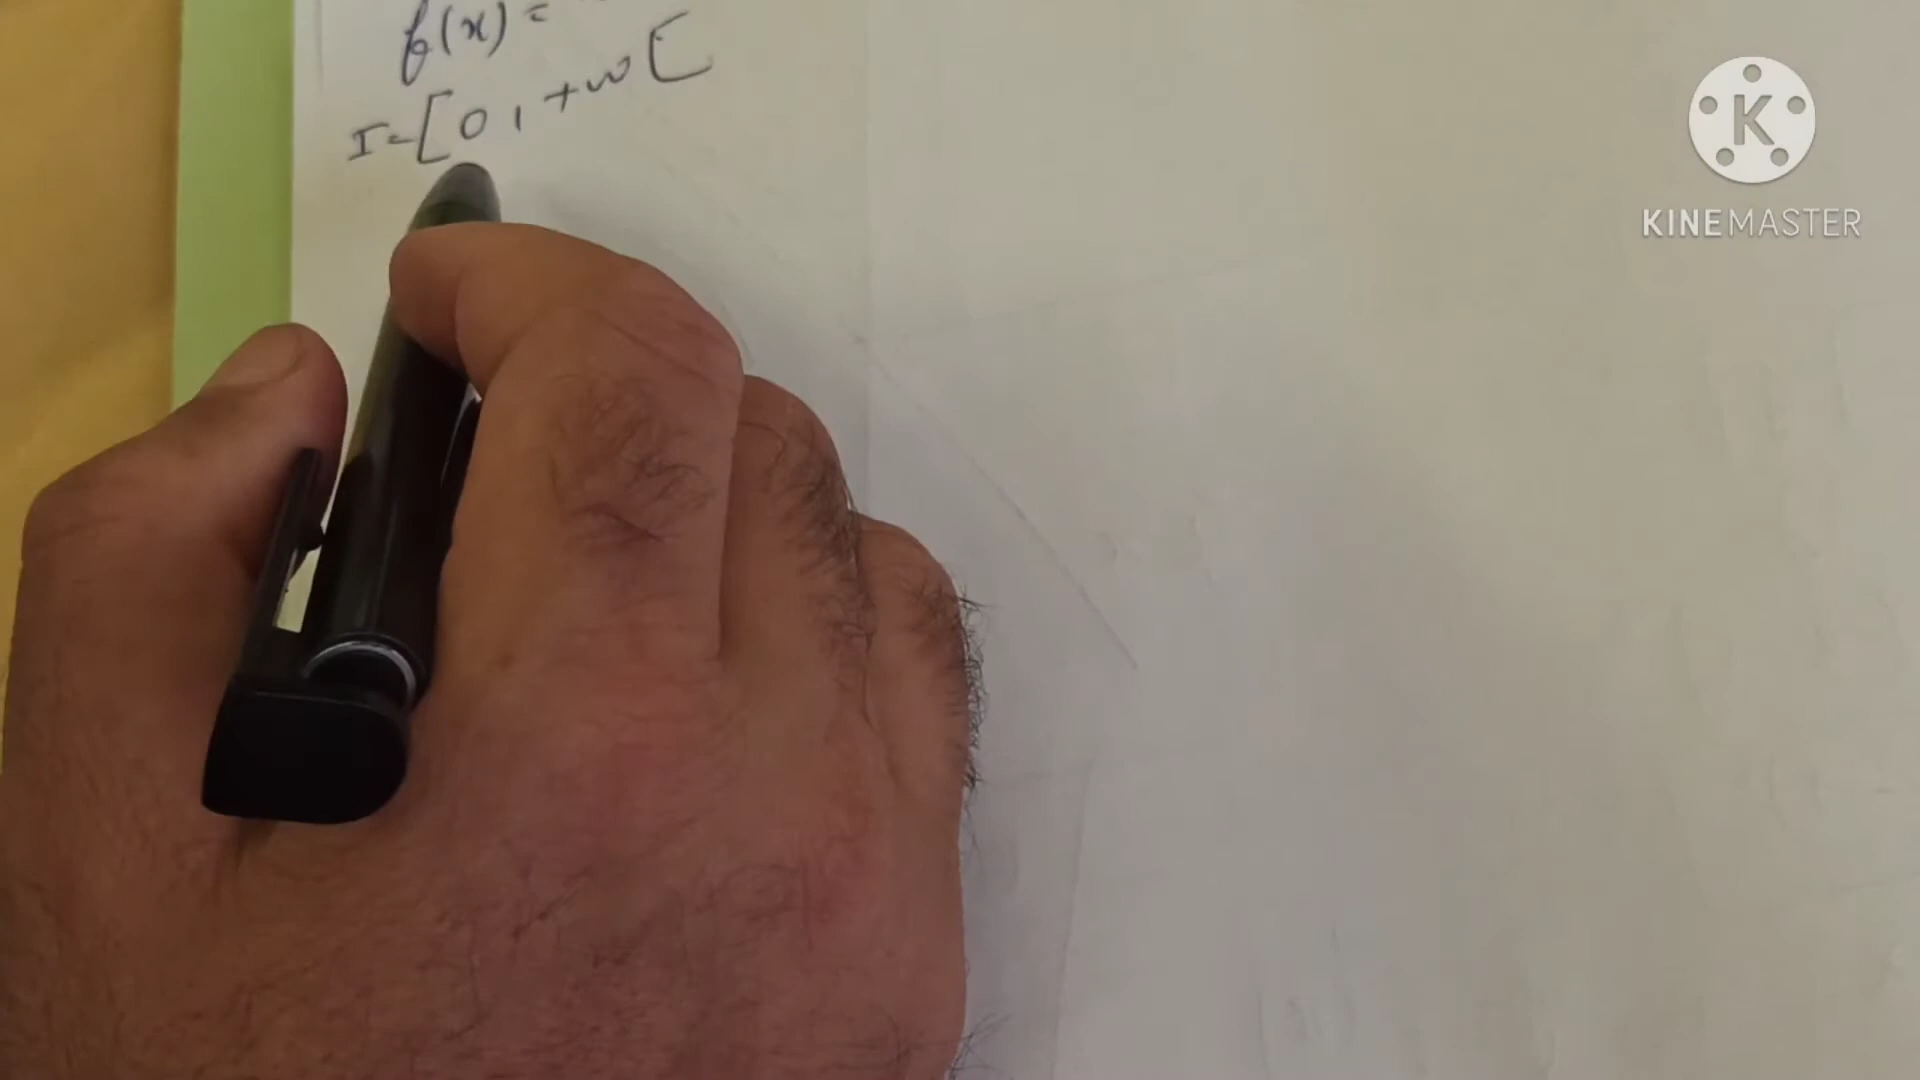 f(x) =
I = [0, +∞[
K
KINEMASTER